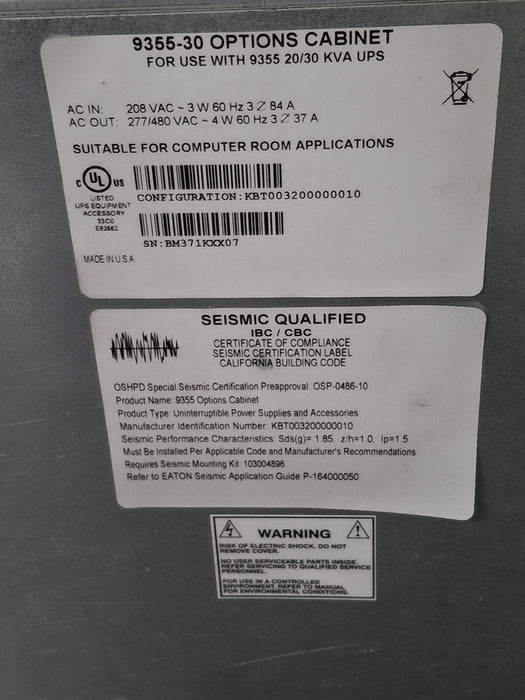 9355-30 OPTIONS CABINET
FOR USE WITH 9355 20/30 KVA UPS
AC IN: 208 VAC ~ 3 W 60 Hz 3 Ø 84 A
AC OUT: 277/480 VAC ~ 4 W 60 Hz 3 Ø 37 A
SUITABLE FOR COMPUTER ROOM APPLICATIONS
C UL US
LISTED
UPS EQUIPMENT
ACCESSORY
33C0
E82662
CONFIGURATION:KBT003200000010
SN:BM371KXX07
MADE IN U.S.A
SEISMIC QUALIFIED
IBC / CBC
CERTIFICATE OF COMPLIANCE
SEISMIC CERTIFICATION LABEL
CALIFORNIA BUILDING CODE
OSHPD Special Seismic Certification Preapproval: OSP-0486-10
Product Name: 9355 Options Cabinet
Product Type: Uninterruptible Power Supplies and Accessories
Manufacturer Identification Number: KBT003200000010
Seismic Performance Characteristics: Sds(g)= 1.85, z/h=1.0, Ip=1.5
Must Be Installed Per Applicable Code and Manufacturer's Recommendations
Requires Seismic Mounting Kit: 103004896
Refer to EATON Seismic Application Guide P-164000050
WARNING
RISK OF ELECTRIC SHOCK. DO NOT
REMOVE COVER.
NO USER SERVICEABLE PARTS INSIDE.
REFER SERVICING TO QUALIFIED SERVICE
PERSONNEL.
FOR USE IN A CONTROLLED
ENVIRONMENT. REFER TO MANUAL
FOR ENVIRONMENTAL CONDITIONS.